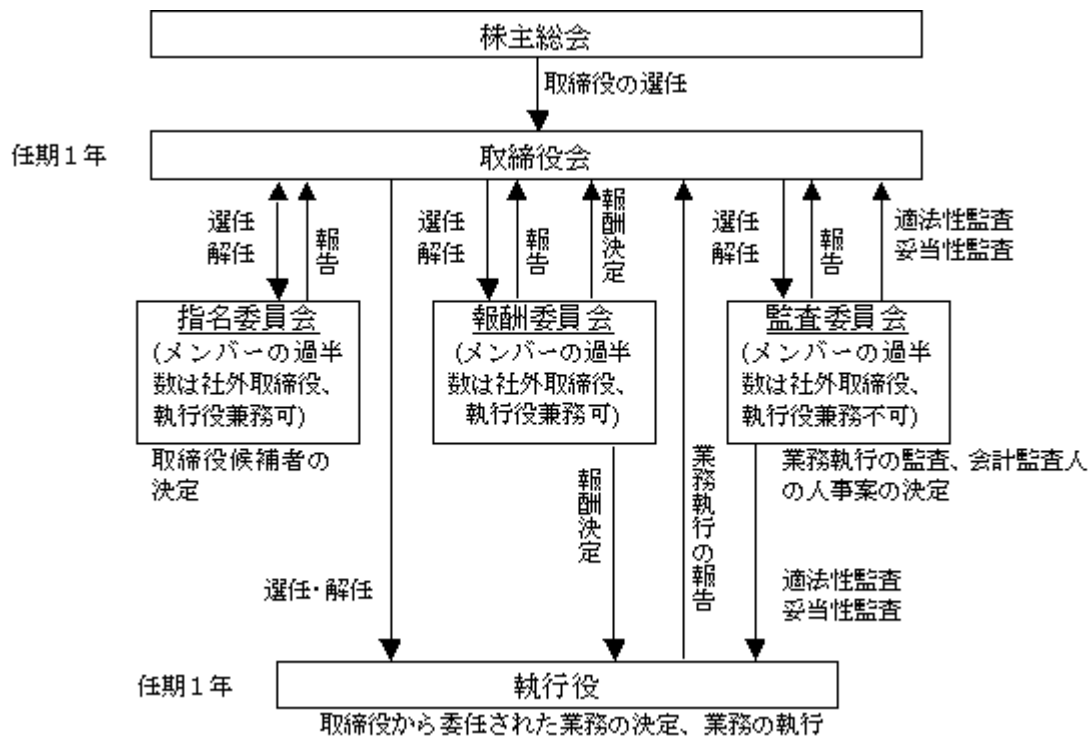 株主総会
取締役の選任
任期１年
取締役会
選任
解任
報告
選任
解任
報告
報酬決定
選任
解任
報告
適法性監査
妥当性監査
指名委員会
(メンバーの過半
数は社外取締役、
執行役兼務可)
報酬委員会
(メンバーの過半
数は社外取締役、
執行役兼務可)
監査委員会
(メンバーの過半
数は社外取締役、
執行役兼務不可)
取締役候補者の
決定
業務執行の監査、会計監査人
の人事案の決定
選任・解任
報酬決定
業務執行の報告
適法性監査
妥当性監査
任期１年
執行役
取締役から委任された業務の決定、業務の執行